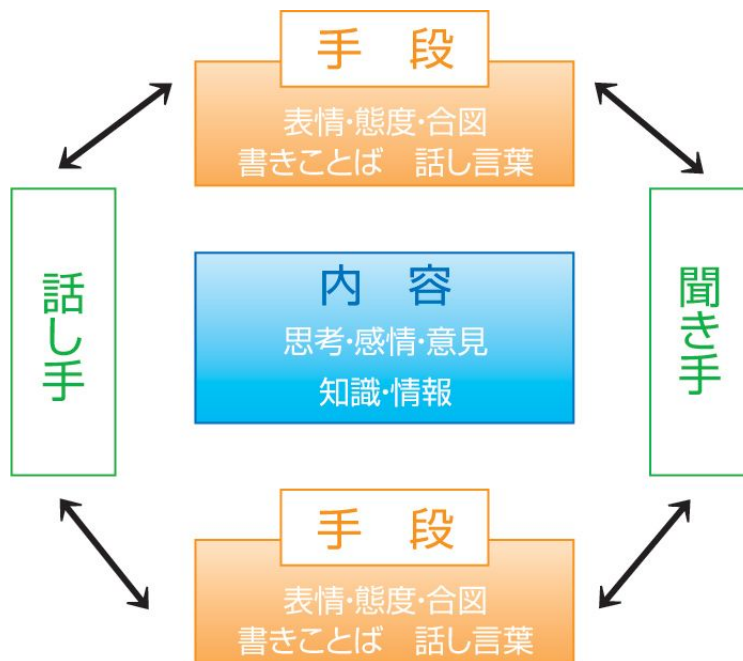 手　段
表情・態度・合図
書きことば　話し言葉
話し手
内　容
思考・感情・意見
知識・情報
聞き手
手　段
表情・態度・合図
書きことば　話し言葉